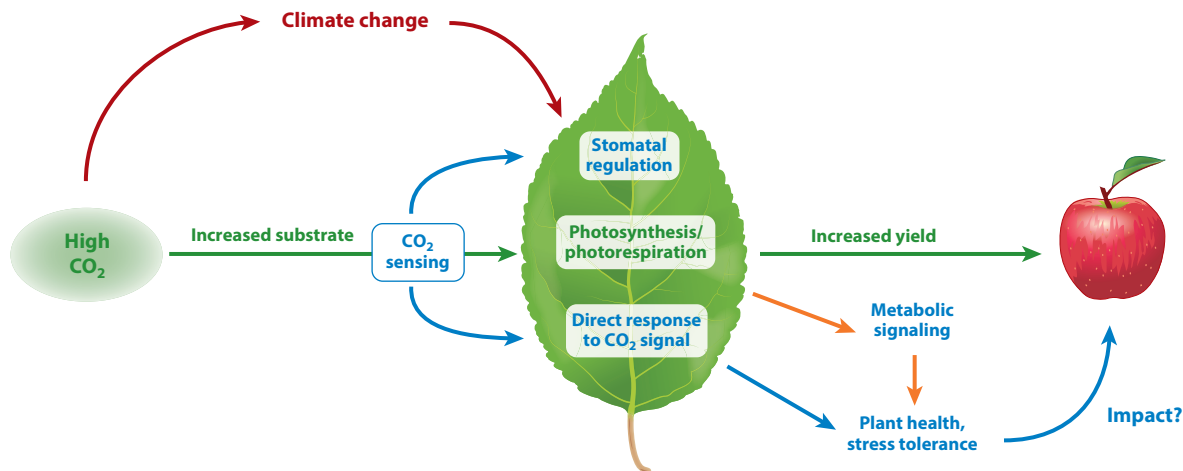 Climate change
Stomatal
regulation
High
CO₂
Increased substrate
CO₂
sensing
Photosynthesis/
photorespiration
Increased yield
Direct response
to CO₂ signal
Metabolic
signaling
Plant health,
stress tolerance
Impact?